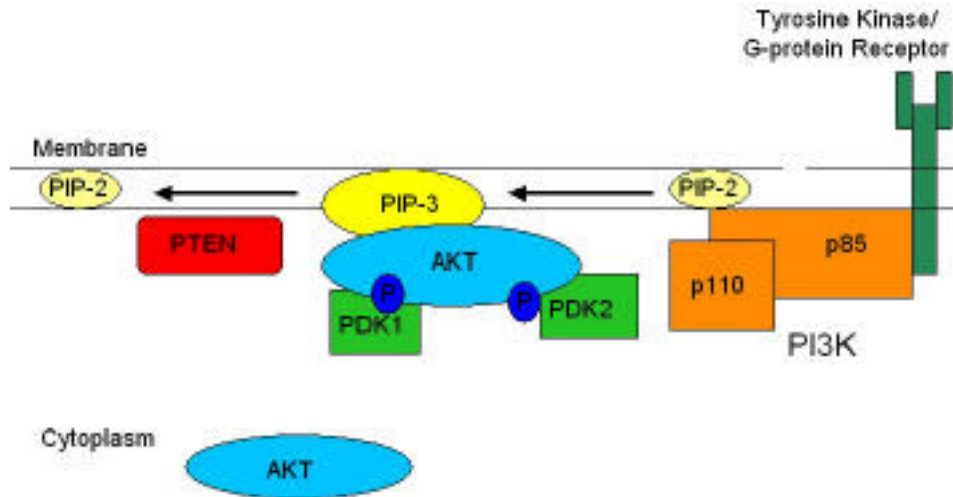 Tyrosine Kinase/
G-protein Receptor
Membrane
PIP-2
PIP-3
PIP-2
PTEN
AKT
p85
p110
P
P
PDK1
PDK2
PI3K
Cytoplasm
AKT